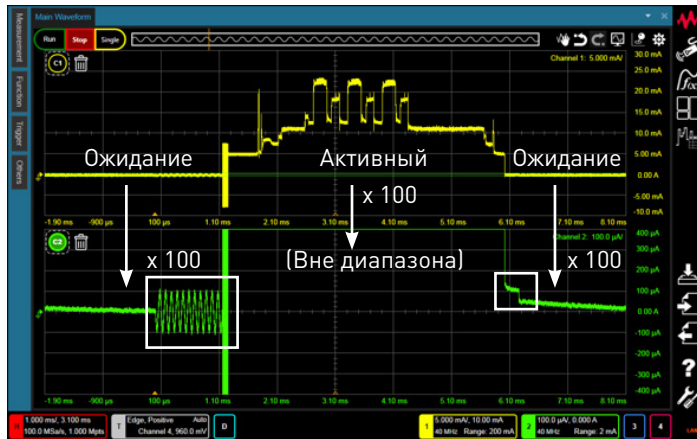 Main Waveform
Measurement
Function
Trigger
Others
Run
Stop
Single
C1
Channel 1: 5.000 mA/
30.0 mA
25.0 mA
20.0 mA
15.0 mA
10.0 mA
5.00 mA
0.00 A
-5.00 mA
-10.0 mA
Ожидание
Активный
Ожидание
x 100
-1.90 ms
-900 µs
100 µs
1.10 ms
2.10 ms
3.10 ms
4.10 ms
5.10 ms
6.10 ms
7.10 ms
8.10 ms
C2
Channel 2: 100.0 µA/
x 100
(Вне диапазона)
x 100
400 µA
300 µA
200 µA
100 µA
0.00 A
-100 µA
-200 µA
-300 µA
-400 µA
-1.90 ms
-900 µs
100 µs
1.10 ms
2.10 ms
3.10 ms
4.10 ms
5.10 ms
6.10 ms
7.10 ms
8.10 ms
H
1.000 ms/, 3.100 ms
100.0 MSa/s, 1.000 Mpts
T
Edge, Positive Auto
Channel 4, 960.0 mV
D
1
5.000 mA/, 10.00 mA
40 MHz Range: 200 mA
2
100.0 µA/, 0.000 A
40 MHz Range: 2 mA
3
4